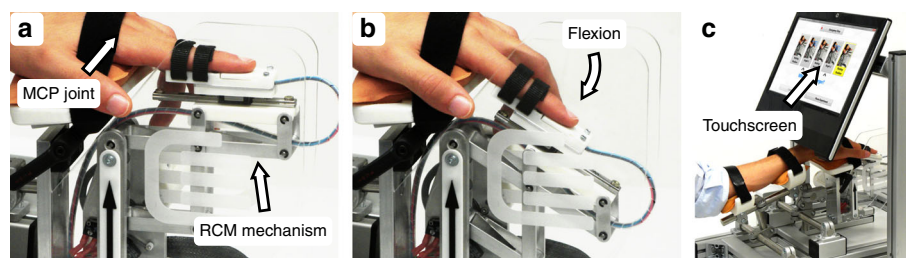 a
MCP joint
RCM mechanism
b
Flexion
c
Touchscreen